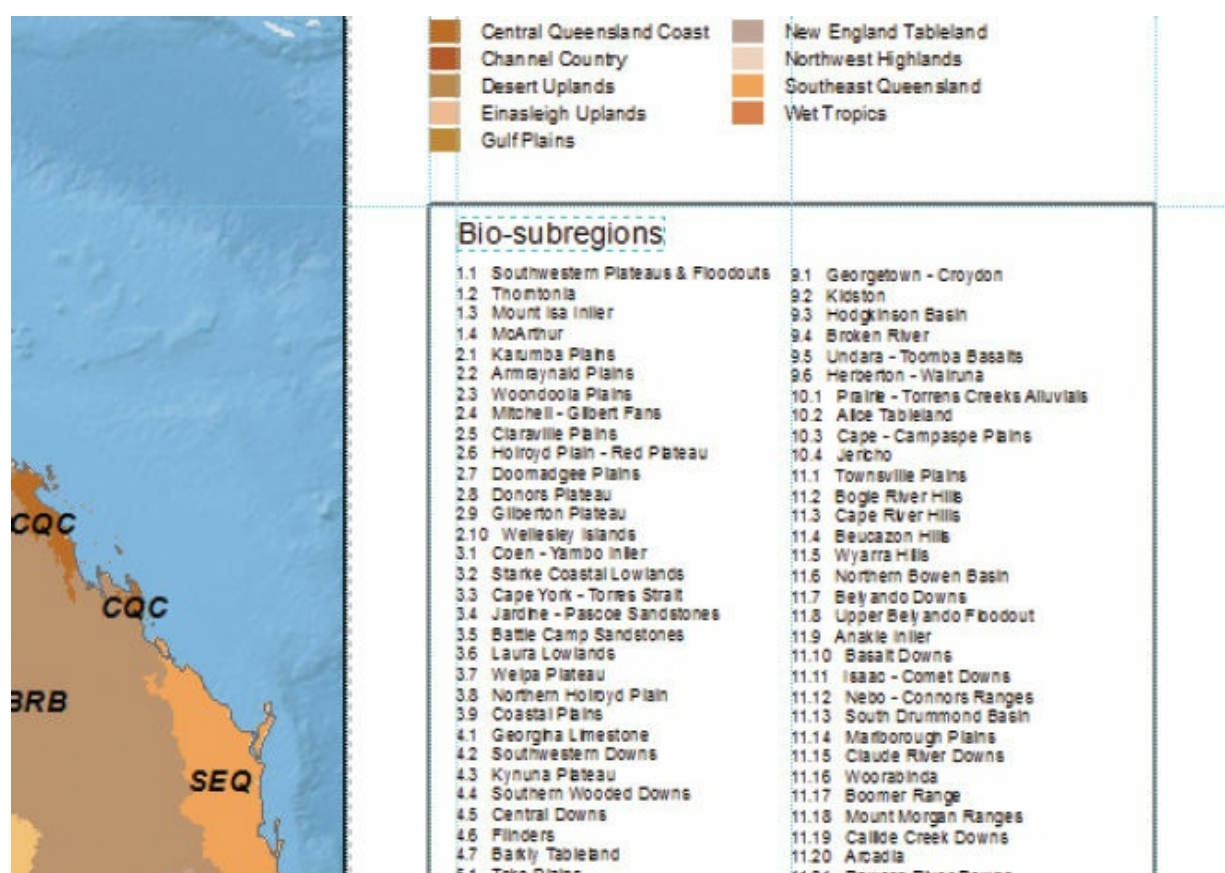 Central Queensland Coast
Channel Country
Desert Uplands
Einasleigh Uplands
Gulf Plains
New England Tableland
Northwest Highlands
Southeast Queensland
Wet Tropics
CQC
CQC
BRB
SEQ
Bio-subregions
1.1 Southwestern Plateaus & Floodouts
1.2 Thorntonia
1.3 Mount Isa Inlier
1.4 McArthur
2.1 Karumba Plains
2.2 Armraynald Plains
2.3 Woondoola Plains
2.4 Mitchell - Gilbert Fans
2.5 Claraville Plains
2.6 Holroyd Plain - Red Plateau
2.7 Doomadgee Plains
2.8 Donors Plateau
2.9 Gilberton Plateau
2.10 Wellesley Islands
3.1 Coen - Yambo Inlier
3.2 Starke Coastal Lowlands
3.3 Cape York - Torres Strait
3.4 Jardine - Pascoe Sandstones
3.5 Battle Camp Sandstones
3.6 Laura Lowlands
3.7 Weipa Plateau
3.8 Northern Holroyd Plain
3.9 Coastal Plains
4.1 Georgina Limestone
4.2 Southwestern Downs
4.3 Kynuna Plateau
4.4 Southern Wooded Downs
4.5 Central Downs
4.6 Flinders
4.7 Barkly Tableland
9.1 Georgetown - Croydon
9.2 Kidston
9.3 Hodgkinson Basin
9.4 Broken River
9.5 Undara - Toomba Basalts
9.6 Herberton - Wairuna
10.1 Prairie - Torrens Creeks Alluvials
10.2 Alice Tableland
10.3 Cape - Campaspe Plains
10.4 Jericho
11.1 Townsville Plains
11.2 Bogie River Hills
11.3 Cape River Hills
11.4 Beucazon Hills
11.5 Wyarra Hills
11.6 Northern Bowen Basin
11.7 Belyando Downs
11.8 Upper Belyando Floodout
11.9 Anakie Inlier
11.10 Basalt Downs
11.11 Isaac - Comet Downs
11.12 Nebo - Connors Ranges
11.13 South Drummond Basin
11.14 Marlborough Plains
11.15 Claude River Downs
11.16 Woorabinda
11.17 Boomer Range
11.18 Mount Morgan Ranges
11.19 Callide Creek Downs
11.20 Arcadia